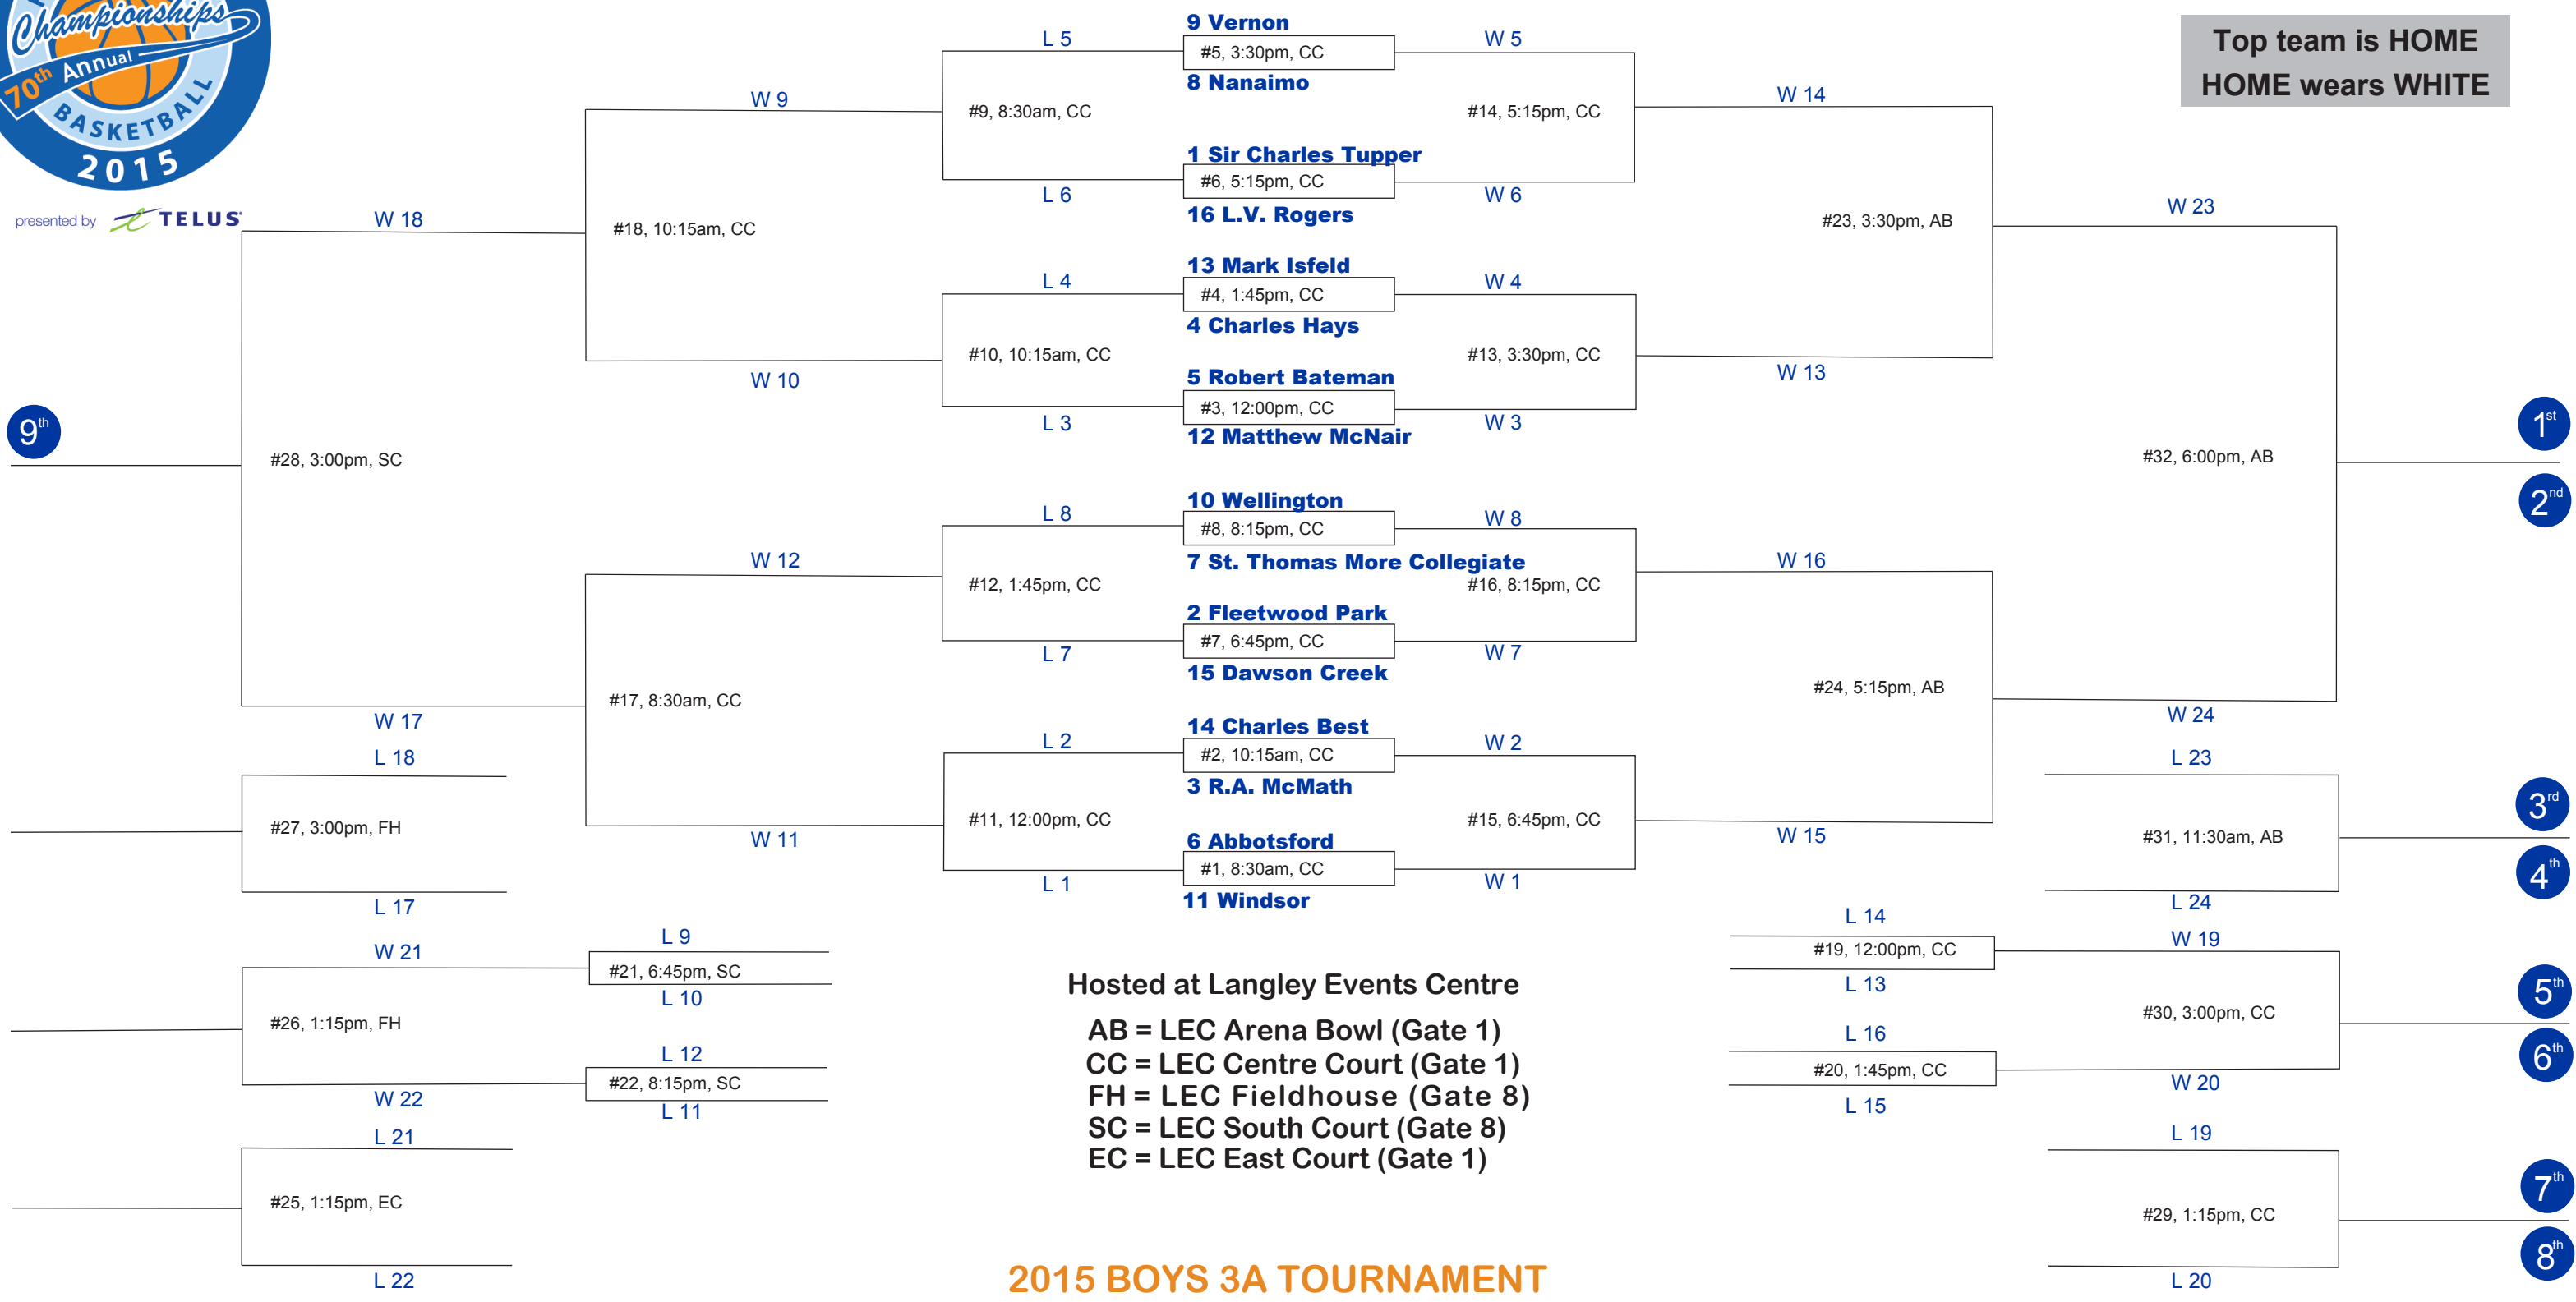 Championships
70th Annual
BASKETBALL
2015
presented by TELUS
Top team is HOME
HOME wears WHITE
9 Vernon
L 5
#5, 3:30pm, CC
W 5
8 Nanaimo
W 9
#9, 8:30am, CC
#14, 5:15pm, CC
W 14
1 Sir Charles Tupper
#6, 5:15pm, CC
L 6
W 6
16 L.V. Rogers
W 18
#18, 10:15am, CC
#23, 3:30pm, AB
W 23
13 Mark Isfeld
L 4
#4, 1:45pm, CC
W 4
4 Charles Hays
#10, 10:15am, CC
#13, 3:30pm, CC
W 10
W 13
5 Robert Bateman
#3, 12:00pm, CC
L 3
W 3
12 Matthew McNair
9th
#28, 3:00pm, SC
#32, 6:00pm, AB
1st
2nd
10 Wellington
L 8
#8, 8:15pm, CC
W 8
7 St. Thomas More Collegiate
W 12
#12, 1:45pm, CC
#16, 8:15pm, CC
W 16
2 Fleetwood Park
#7, 6:45pm, CC
L 7
W 7
15 Dawson Creek
#17, 8:30am, CC
#24, 5:15pm, AB
W 17
W 24
14 Charles Best
L 2
#2, 10:15am, CC
W 2
3 R.A. McMath
L 18
L 23
#27, 3:00pm, FH
#11, 12:00pm, CC
#15, 6:45pm, CC
#31, 11:30am, AB
3rd
4th
W 11
W 15
6 Abbotsford
#1, 8:30am, CC
L 1
W 1
11 Windsor
L 17
L 24
W 21
L 9
#21, 6:45pm, SC
L 10
#26, 1:15pm, FH
L 12
#22, 8:15pm, SC
L 11
W 22
L 21
#25, 1:15pm, EC
L 22
Hosted at Langley Events Centre
AB = LEC Arena Bowl (Gate 1)
CC = LEC Centre Court (Gate 1)
FH = LEC Fieldhouse (Gate 8)
SC = LEC South Court (Gate 8)
EC = LEC East Court (Gate 1)
L 14
#19, 12:00pm, CC
L 13
W 19
#30, 3:00pm, CC
5th
6th
L 16
#20, 1:45pm, CC
L 15
W 20
L 19
#29, 1:15pm, CC
7th
8th
L 20
2015 BOYS 3A TOURNAMENT